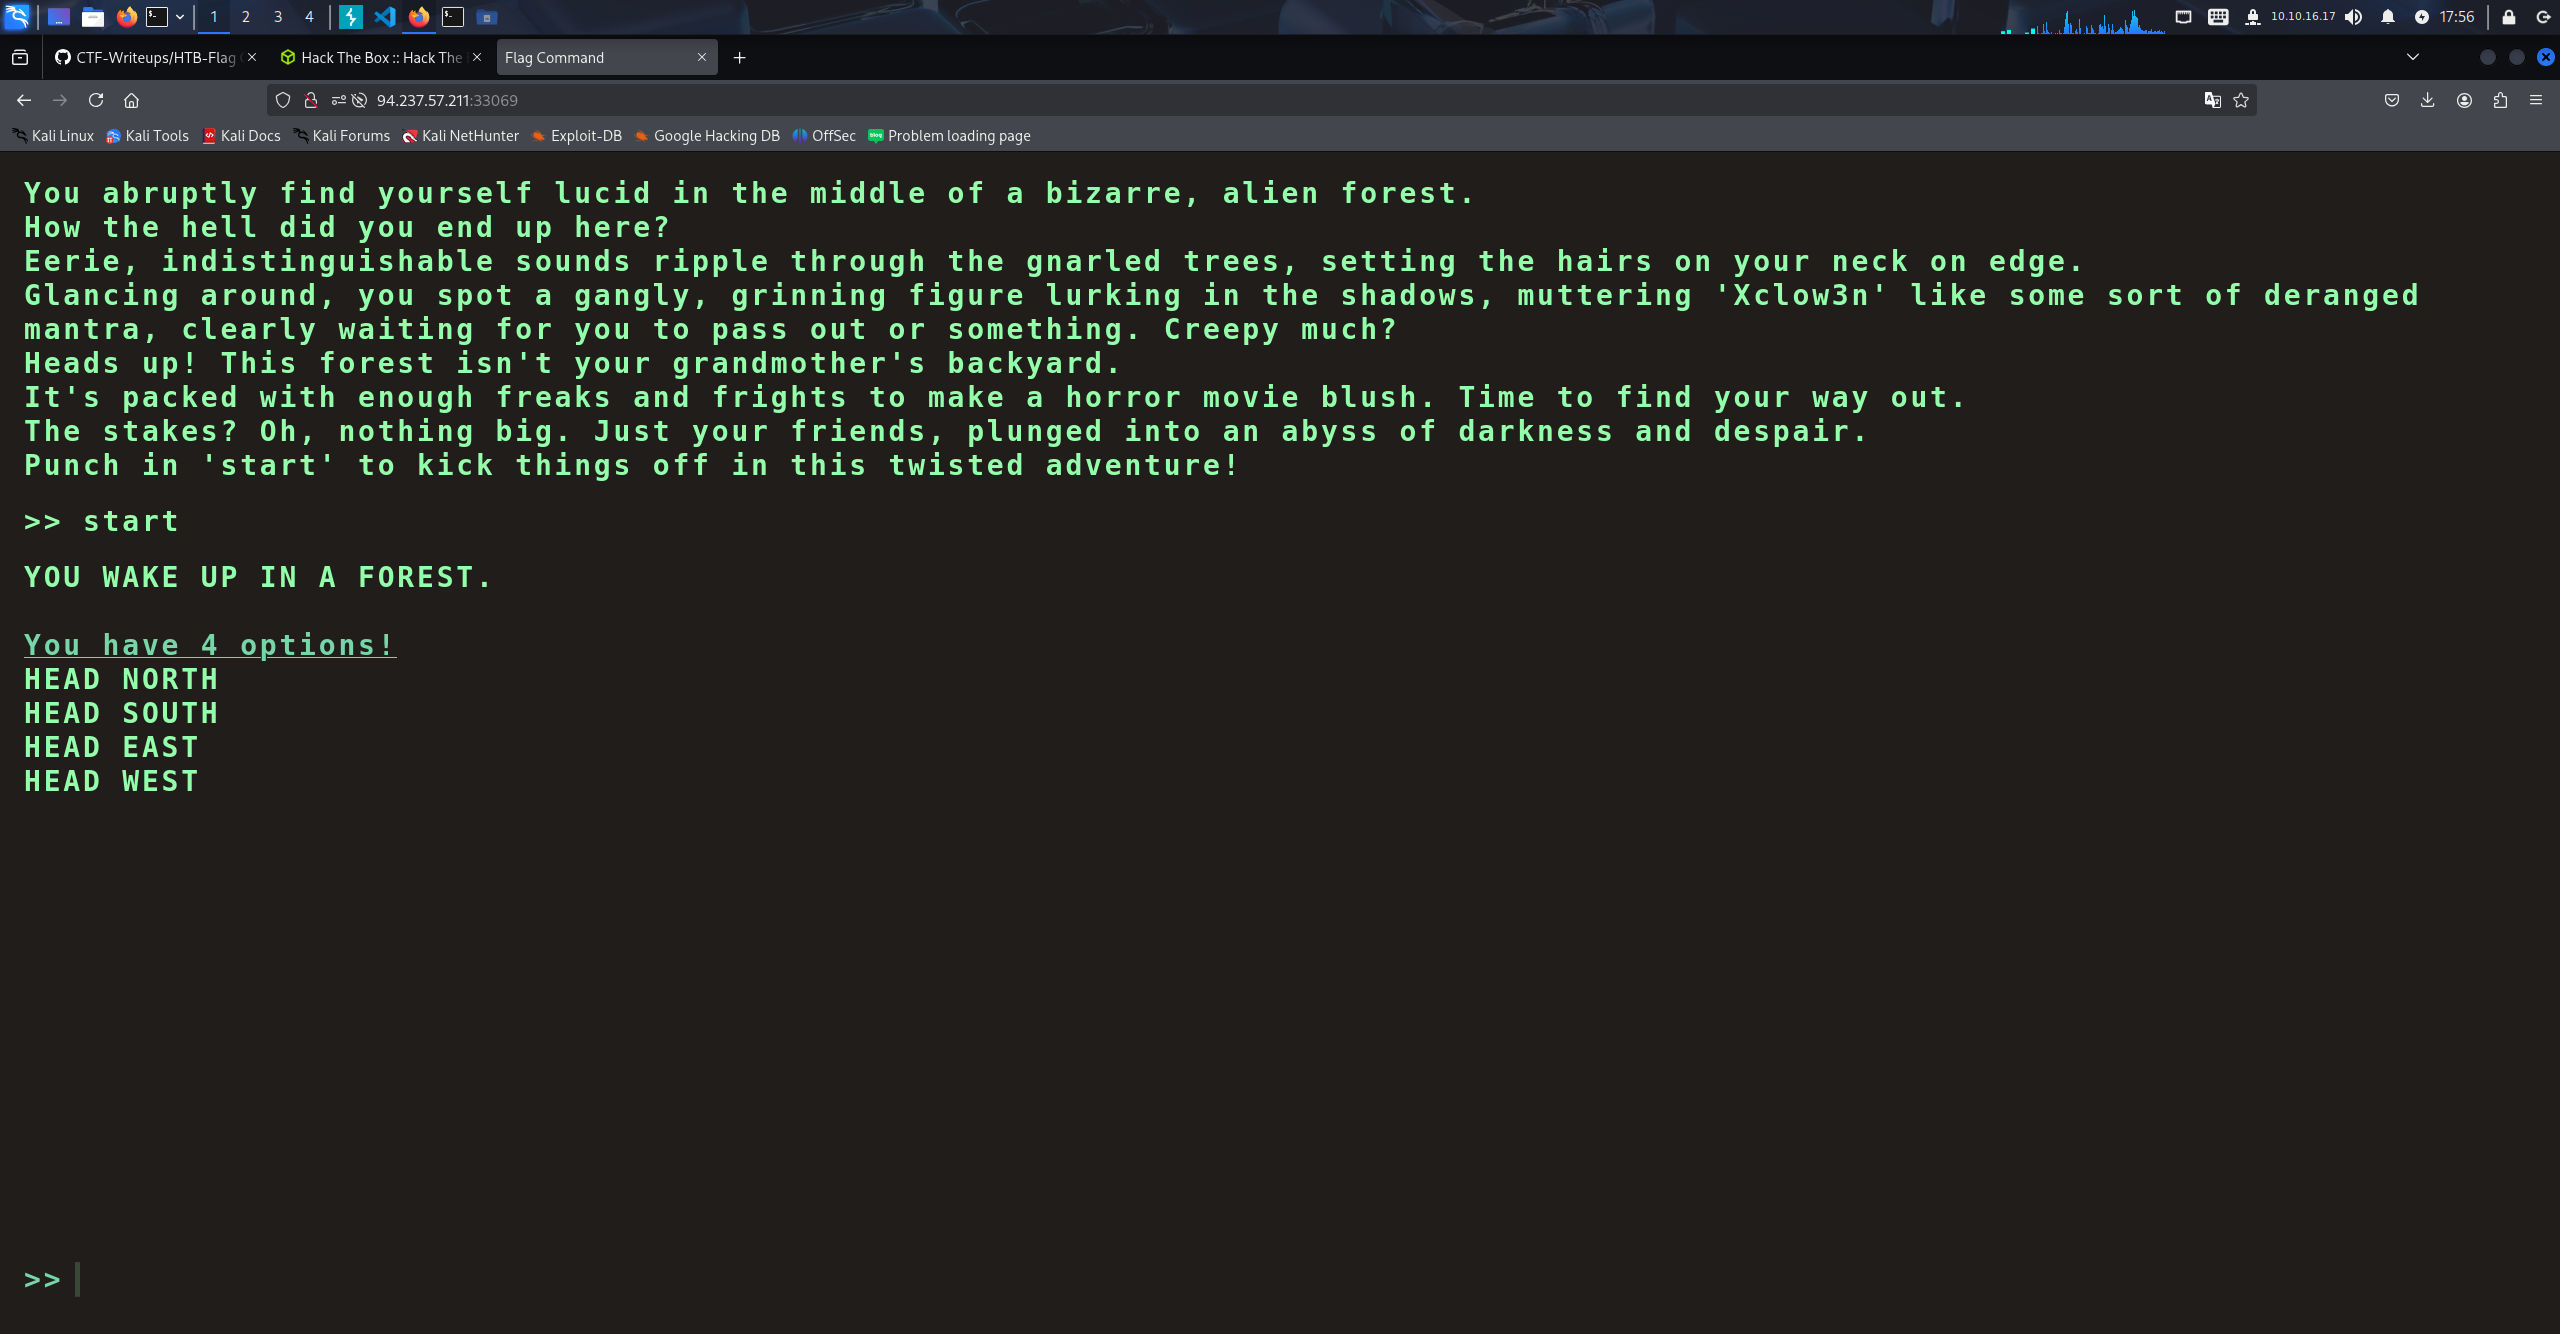 1 2 3 4 10.10.16.17 17:56
CTF-Writeups/HTB-Flag Hack The Box :: Hack The Flag Command
94.237.57.211:33069
Kali Linux Kali Tools Kali Docs Kali Forums Kali NetHunter Exploit-DB Google Hacking DB OffSec Problem loading page
You abruptly find yourself lucid in the middle of a bizarre, alien forest.
How the hell did you end up here?
Eerie, indistinguishable sounds ripple through the gnarled trees, setting the hairs on your neck on edge.
Glancing around, you spot a gangly, grinning figure lurking in the shadows, muttering 'Xclow3n' like some sort of deranged
mantra, clearly waiting for you to pass out or something. Creepy much?
Heads up! This forest isn't your grandmother's backyard.
It's packed with enough freaks and frights to make a horror movie blush. Time to find your way out.
The stakes? Oh, nothing big. Just your friends, plunged into an abyss of darkness and despair.
Punch in 'start' to kick things off in this twisted adventure!
>> start
YOU WAKE UP IN A FOREST.
You have 4 options!
HEAD NORTH
HEAD SOUTH
HEAD EAST
HEAD WEST
>>